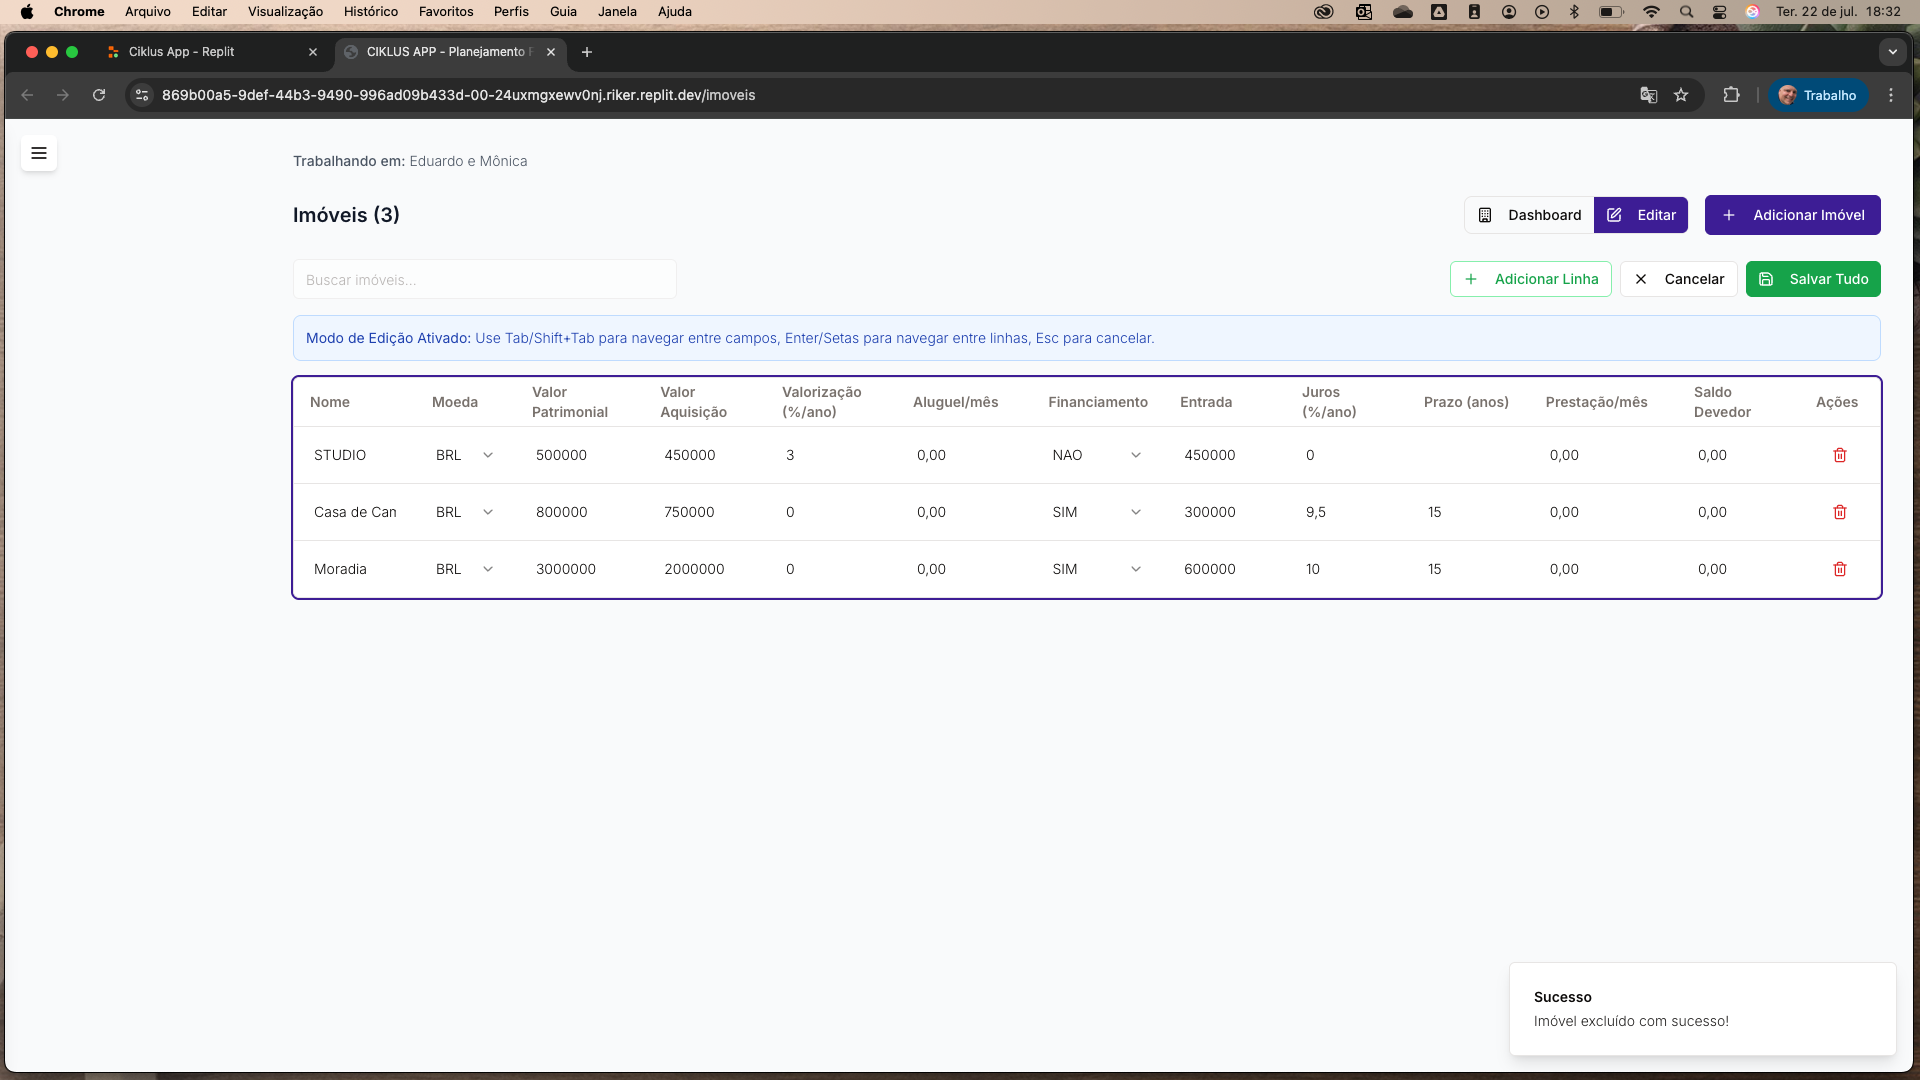 Chrome Arquivo Editar Visualização Histórico Favoritos Perfis Guia Janela Ajuda Ter. 22 de jul. 18:32
Ciklus App - Replit CIKLUS APP - Planejamento
869b00a5-9def-44b3-9490-996ad09b433d-00-24uxmgxewv0nj.riker.replit.dev/imoveis Trabalho
Trabalhando em: Eduardo e Mônica
Imóveis (3) Dashboard Editar Adicionar Imóvel
Buscar imóveis... Adicionar Linha Cancelar Salvar Tudo
Modo de Edição Ativado: Use Tab/Shift+Tab para navegar entre campos, Enter/Setas para navegar entre linhas, Esc para cancelar.
Nome Moeda Valor Patrimonial Valor Aquisição Valorização (%/ano) Aluguel/mês Financiamento Entrada Juros (%/ano) Prazo (anos) Prestação/mês Saldo Devedor Ações
STUDIO BRL 500000 450000 3 0,00 NAO 450000 0 0,00 0,00
Casa de Can BRL 800000 750000 0 0,00 SIM 300000 9,5 15 0,00 0,00
Moradia BRL 3000000 2000000 0 0,00 SIM 600000 10 15 0,00 0,00
Sucesso
Imóvel excluído com sucesso!